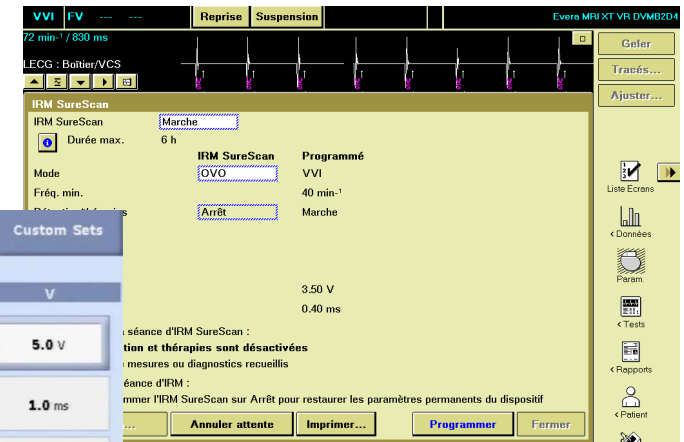 VVI FV --- --- Reprise Suspension Evera MRI XT VR DVMB2D4
72 min-¹ / 830 ms
Geler
LECG : Boîtier/VCS
Tracés...
Ajuster...
IRM SureScan
IRM SureScan Marche
Durée max. 6 h
IRM SureScan Programmé
Mode OVO VVI
Fréq. min. 40 min-¹
Arrêt Marche
3.50 V
0.40 ms
séance d'IRM SureScan :
tion et thérapies sont désactivées
mesures ou diagnostics recueillis
éance d'IRM :
mmer l'IRM SureScan sur Arrêt pour restaurer les paramètres permanents du dispositif
... Annuler attente Imprimer... Programmer Fermer
Liste Ecrans
< Données
Param.
< Tests
< Rapports
< Patient
Custom Sets
V
5.0 V
1.0 ms